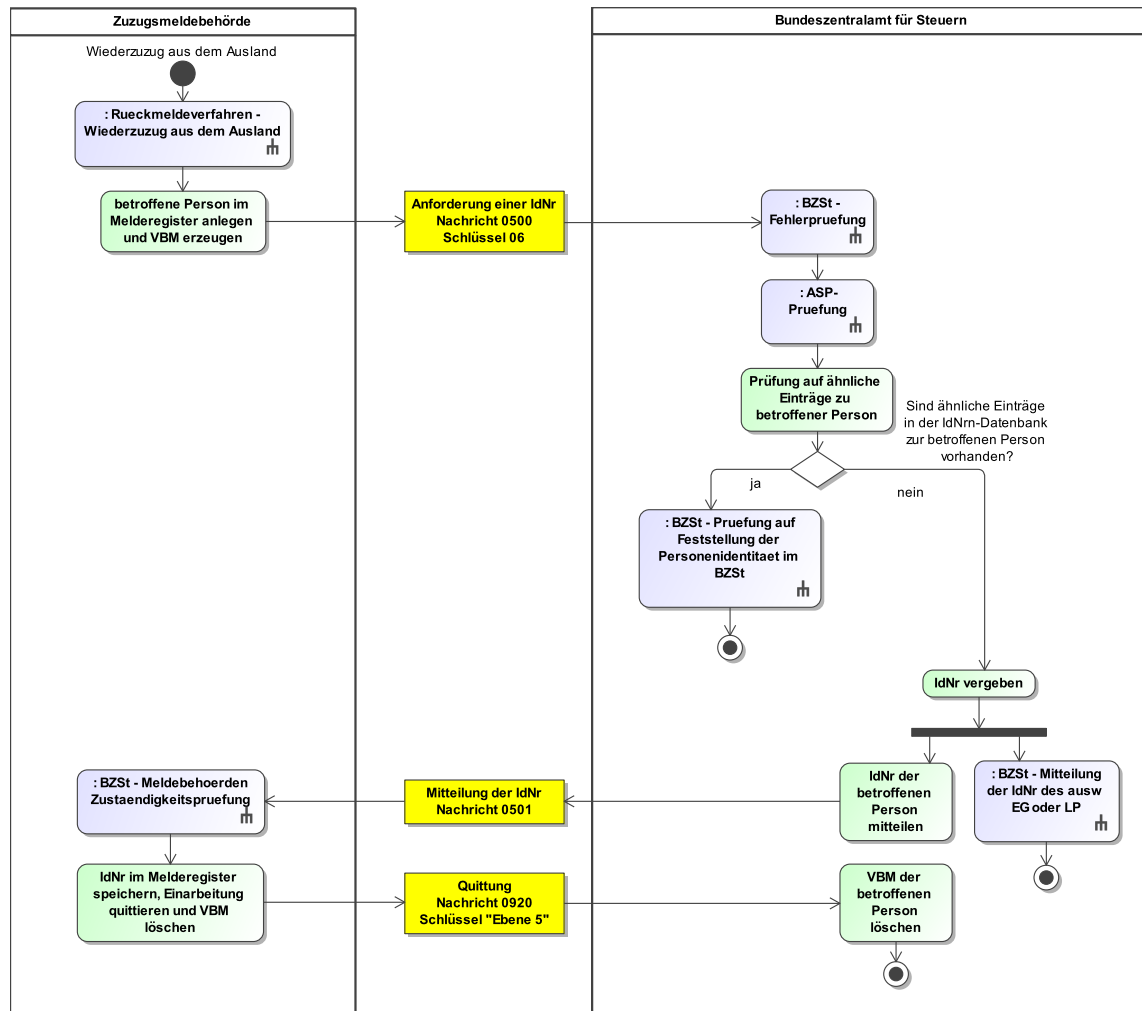 Zuzugsmeldebehörde
Bundeszentralamt für Steuern
Wiederzuzug aus dem Ausland
: Rueckmeldeverfahren -
Wiederzuzug aus dem Ausland
betroffene Person im
Melderegister anlegen
und VBM erzeugen
Anforderung einer IdNr
Nachricht 0500
Schlüssel 06
: BZSt -
Fehlerpruefung
: ASP-
Pruefung
Prüfung auf ähnliche
Einträge zu
betroffener Person
Sind ähnliche Einträge
in der IdNrn-Datenbank
zur betroffenen Person
vorhanden?
ja
nein
: BZSt - Pruefung auf
Feststellung der
Personenidentitaet im
BZSt
IdNr vergeben
: BZSt - Meldebehoerden
Zustaendigkeitspruefung
Mitteilung der IdNr
Nachricht 0501
IdNr der
betroffenen
Person
mitteilen
: BZSt - Mitteilung
der IdNr des ausw
EG oder LP
IdNr im Melderegister
speichern, Einarbeitung
quittieren und VBM
löschen
Quittung
Nachricht 0920
Schlüssel "Ebene 5"
VBM der
betroffenen
Person
löschen